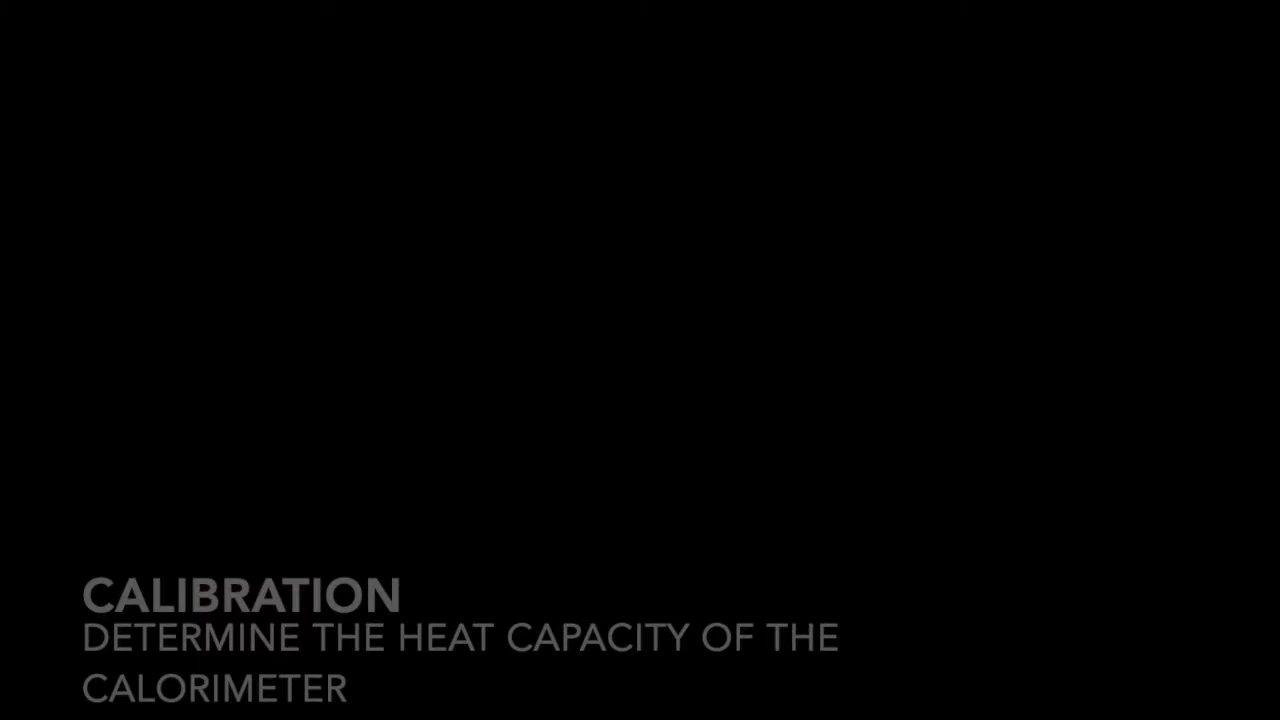 CALIBRATION
DETERMINE THE HEAT CAPACITY OF THE
CALORIMETER